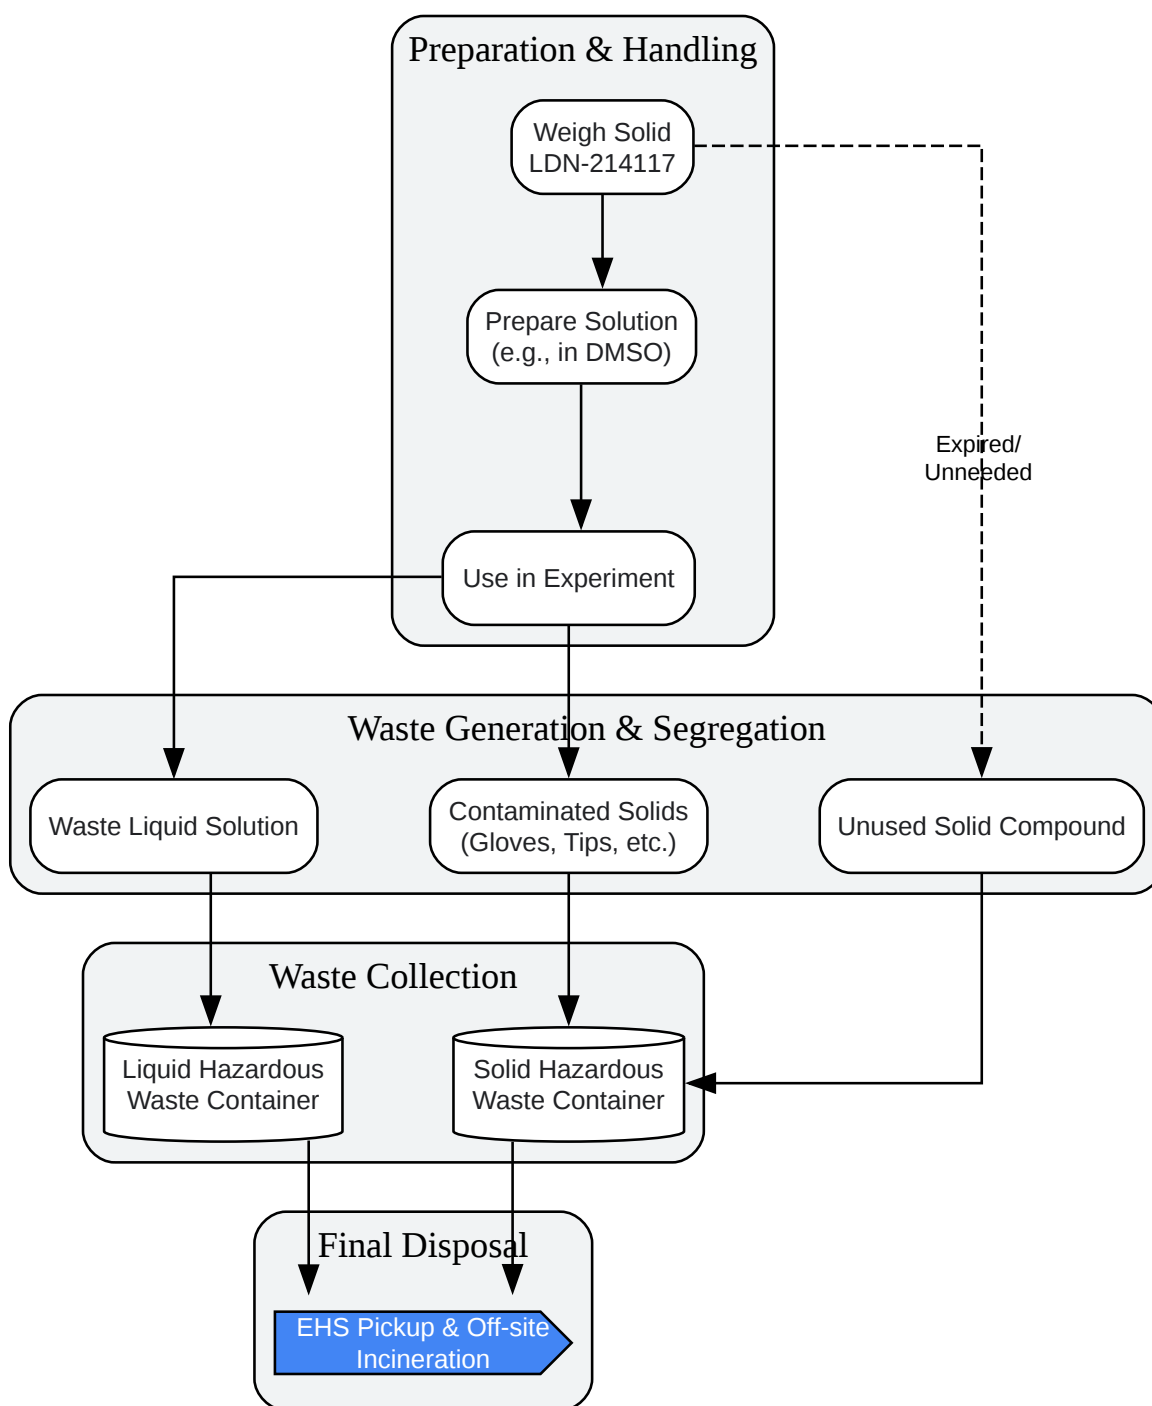 Preparation & Handling
Weigh Solid
LDN-214117
Prepare Solution
(e.g., in DMSO)
Expired/
Unneeded
Use in Experiment
Waste Generation & Segregation
Waste Liquid Solution
Contaminated Solids
(Gloves, Tips, etc.)
Unused Solid Compound
Waste Collection
Liquid Hazardous
Waste Container
Solid Hazardous
Waste Container
Final Disposal
EHS Pickup & Off-site
Incineration